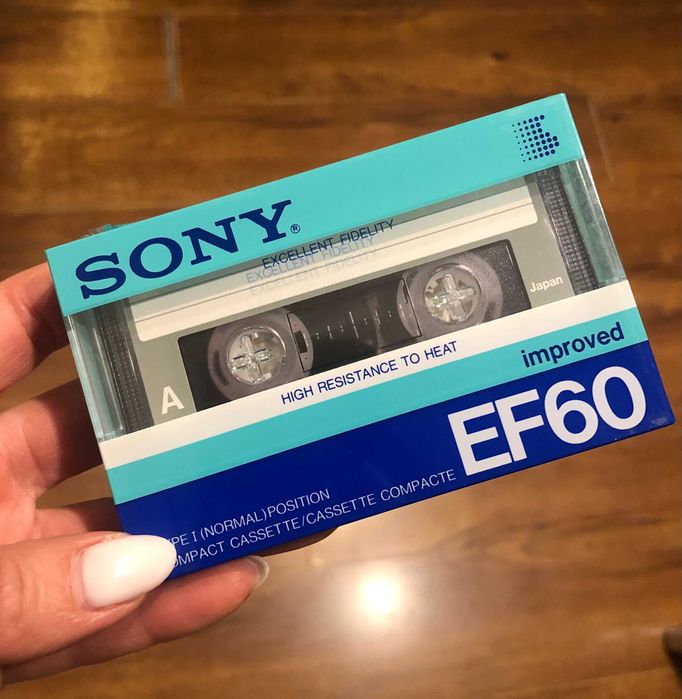 SONY®
EXCELLENT FIDELITY
EXCELLENT FIDELITY
EXCELLENT FIDELITY
Japan
A
HIGH RESISTANCE TO HEAT
improved
EF60
(NORMAL) POSITION
CASSETTE/CASSETTE COMPACTE